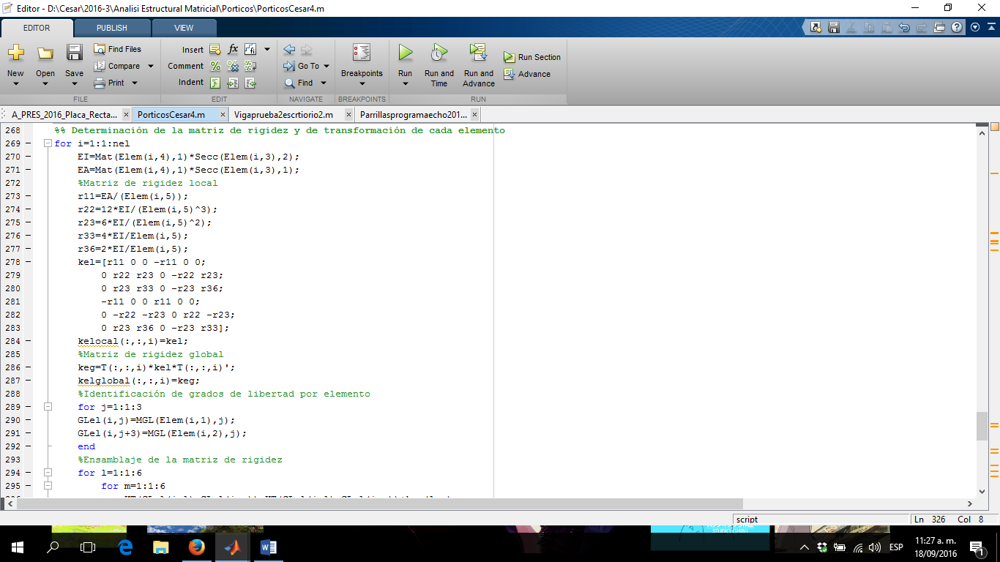 Editor - D:\Cesar\2016-3\Analisi Estructural Matricial\Porticos\PorticosCesar4.m
EDITOR PUBLISH VIEW
New Open Save Find Files Compare Print
Insert fx
Comment
Indent
Go To Find
Breakpoints
Run Run and Time Run and Advance Run Section Advance
FILE EDIT NAVIGATE BREAKPOINTS RUN
A_PRES_2016_Placa_Recta... × PorticosCesar4.m × Vigaprueba2escrtiorio2.m × Parrillasprogramaecho201... ×
268 %% Determinación de la matriz de rigidez y de transformación de cada elemento
269 for i=1:1:nel
270 EI=Mat(Elem(i,4),1)*Secc(Elem(i,3),2);
271 EA=Mat(Elem(i,4),1)*Secc(Elem(i,3),1);
272 %Matriz de rigidez local
273 r11=EA/(Elem(i,5));
274 r22=12*EI/(Elem(i,5)^3);
275 r23=6*EI/(Elem(i,5)^2);
276 r33=4*EI/Elem(i,5);
277 r36=2*EI/Elem(i,5);
278 kel=[r11 0 0 -r11 0 0;
279 0 r22 r23 0 -r22 r23;
280 0 r23 r33 0 -r23 r36;
281 -r11 0 0 r11 0 0;
282 0 -r22 -r23 0 r22 -r23;
283 0 r23 r36 0 -r23 r33];
284 kelocal(:,:,i)=kel;
285 %Matriz de rigidez global
286 keg=T(:,:,i)*kel*T(:,:,i)';
287 kelglobal(:,:,i)=keg;
288 %Identificación de grados de libertad por elemento
289 for j=1:1:3
290 GLel(i,j)=MGL(Elem(i,1),j);
291 GLel(i,j+3)=MGL(Elem(i,2),j);
292 end
293 %Ensamblaje de la matriz de rigidez
294 for l=1:1:6
295 for m=1:1:6
script Ln 326 Col 8
STUDIO GHIBLI
ESP
11:27 a. m.
18/09/2016
1